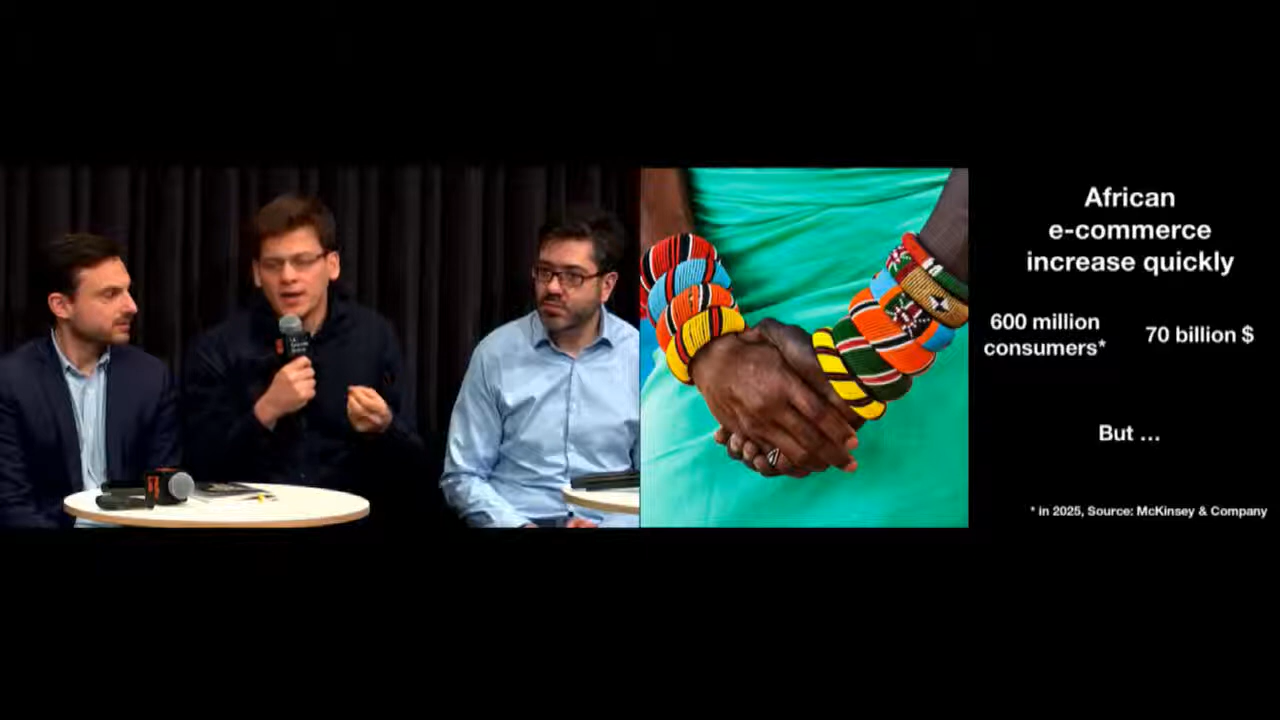 African
e-commerce
increase quickly
600 million
consumers*
70 billion $
But ...
* in 2025, Source: McKinsey & Company